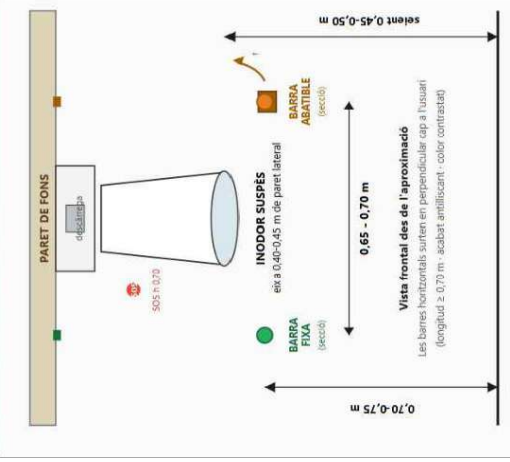 PARET DE FONS
descàrrega
SOS
SOS h 0,70
seient 0,45-0,50 m
BARRA
ABATIBLE
(secció)
INODOR SUSPÈS
eix a 0,40-0,45 m de paret lateral
BARRA
FIXA
(secció)
0,65 - 0,70 m
0,70-0,75 m
Vista frontal des de l'aproximació
Les barres horitzontals surten en perpendicular cap a l'usuari
(longitud ≥ 0,70 m · acabat antilliscant · color contrastat)